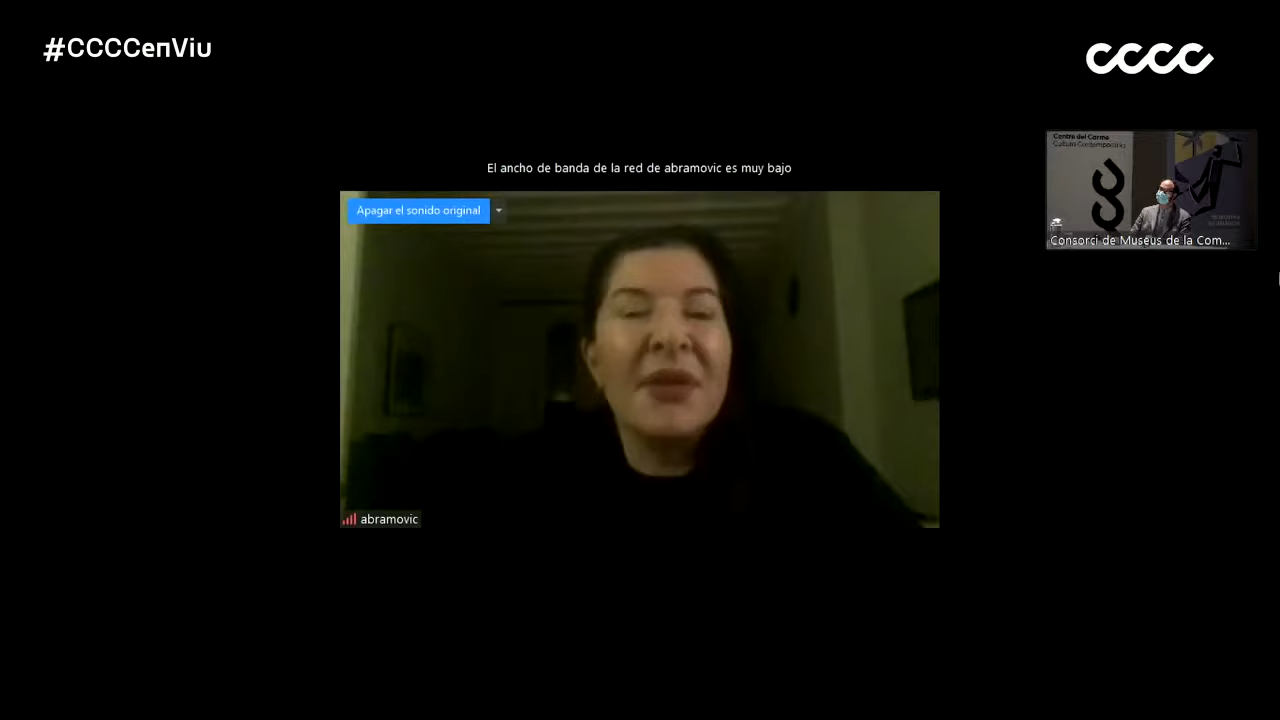 #CCCCenViu
cccc
El ancho de banda de la red de abramovic es muy bajo
Apagar el sonido original
Centre del Carme
Cultura Contemporània
Consorci de Museus de la Com...
abramovic